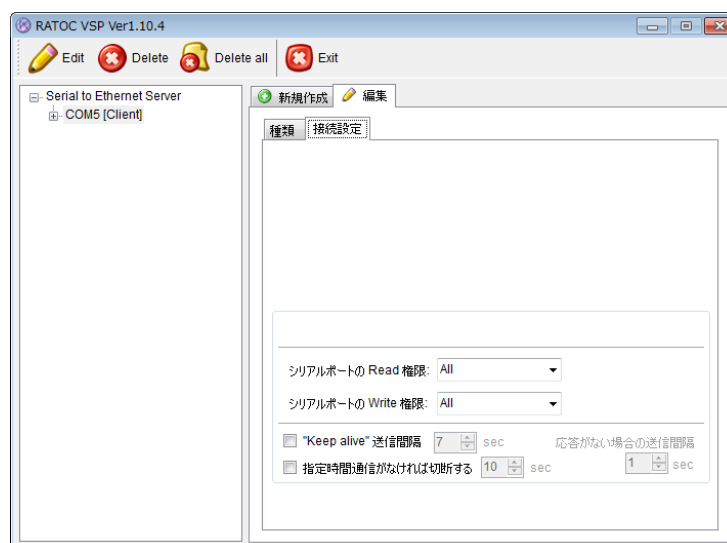 RATOC VSP Ver1.10.4
Edit Delete Delete all Exit
Serial to Ethernet Server
COM5 [Client]
新規作成 編集
種類 接続設定
シリアルポートの Read 権限: All
シリアルポートの Write 権限: All
"Keep alive" 送信間隔 7 sec 応答がない場合の送信間隔
指定時間通信がなければ切断する 10 sec 1 sec